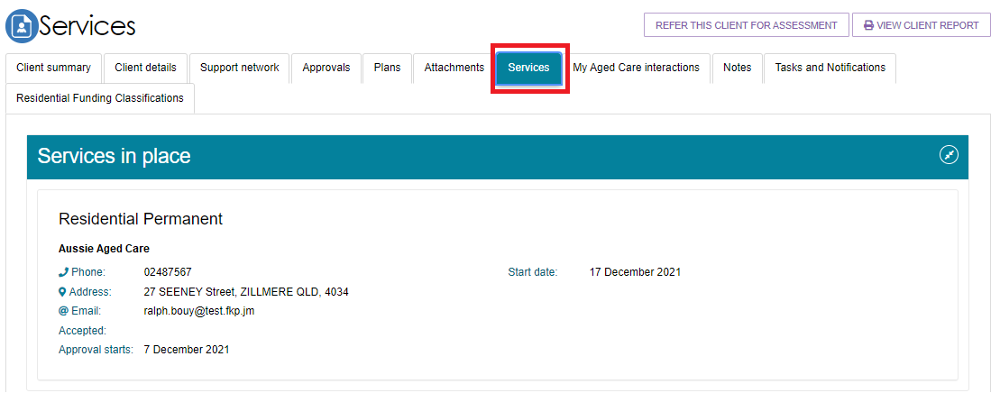 Services
REFER THIS CLIENT FOR ASSESSMENT
VIEW CLIENT REPORT
Client summary
Client details
Support network
Approvals
Plans
Attachments
Services
My Aged Care interactions
Notes
Tasks and Notifications
Residential Funding Classifications
Services in place
Residential Permanent
Aussie Aged Care
Phone: 02487567
Start date: 17 December 2021
Address: 27 SEENEY Street, ZILLMERE QLD, 4034
@ Email: ralph.bouy@test.fkp.jm
Accepted:
Approval starts: 7 December 2021